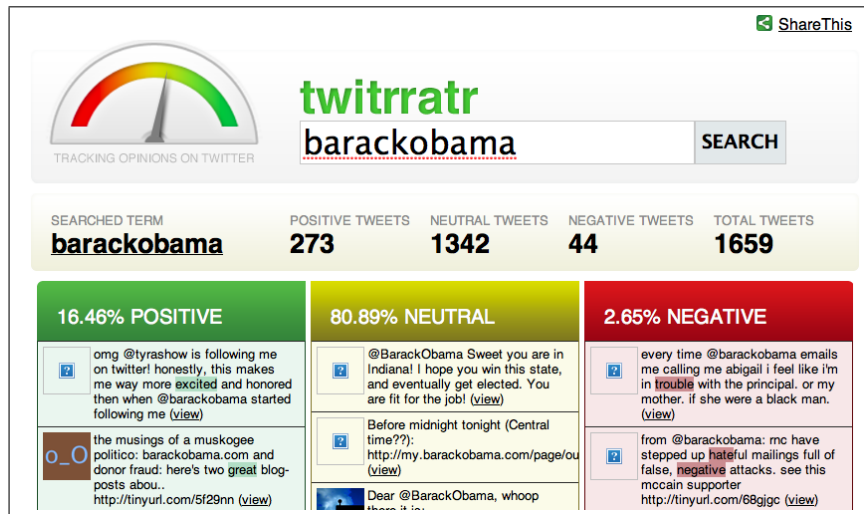 ShareThis
twitrratr
barackobama
SEARCH
TRACKING OPINIONS ON TWITTER
SEARCHED TERM POSITIVE TWEETS NEUTRAL TWEETS NEGATIVE TWEETS TOTAL TWEETS
barackobama 273 1342 44 1659
16.46% POSITIVE
omg @tyrashow is following me
on twitter! honestly, this makes
me way more excited and honored
then when @barackobama started
following me (view)
o_O
the musings of a muskogee
politico: barackobama.com and
donor fraud: here's two great blog-
posts abou..
http://tinyurl.com/5f29nn (view)
80.89% NEUTRAL
@BarackObama Sweet you are in
Indiana! I hope you win this state,
and eventually get elected. You
are fit for the job! (view)
Before midnight tonight (Central
time??):
http://my.barackobama.com/page/ou
(view)
Dear @BarackObama, whoop
there it is:
2.65% NEGATIVE
every time @barackobama emails
me calling me abigail i feel like i'm
in trouble with the principal. or my
mother. if she were a black man.
(view)
from @barackobama: rnc have
stepped up hateful mailings full of
false, negative attacks. see this
mccain supporter
http://tinyurl.com/68gjgc (view)